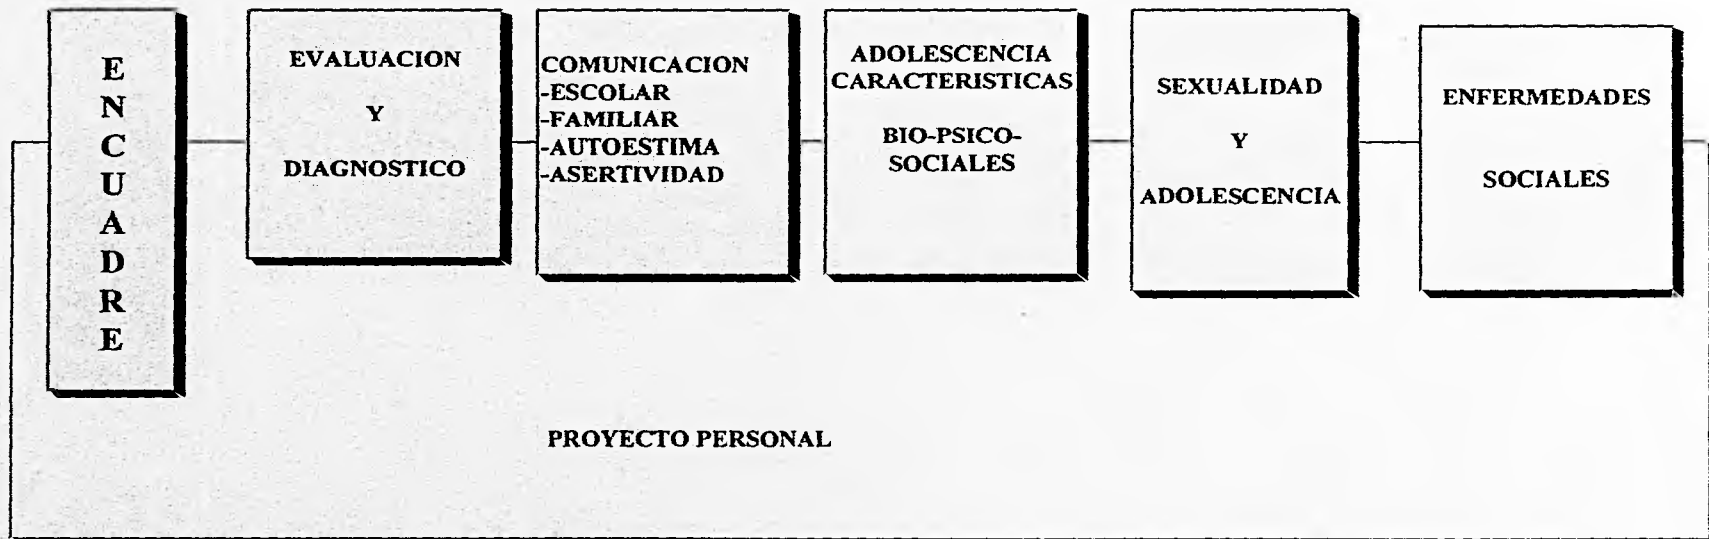 E
N
C
U
A
D
R
E
EVALUACION
Y
DIAGNOSTICO
COMUNICACION
-ESCOLAR
-FAMILIAR
-AUTOESTIMA
-ASERTIVIDAD
ADOLESCENCIA
CARACTERISTICAS
BIO-PSICO-
SOCIALES
SEXUALIDAD
Y
ADOLESCENCIA
ENFERMEDADES
SOCIALES
PROYECTO PERSONAL